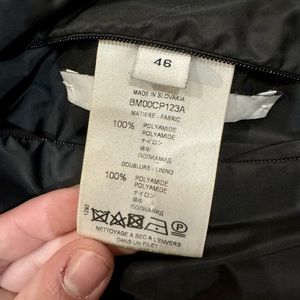 46
MADE IN SLOVAKIA
BM00CP123A
MATIERE - FABRIC
100% POLYAMIDE
POLYAMIDE
ナイロン
ПОЛИАМИД
DOUBLURE - LINING
100% POLYAMIDE
POLYAMIDE
ナイロン
ПОЛИАМИД
P
1292
NETTOYAGE A SEC A L'ENVERS
DANS UN FILET